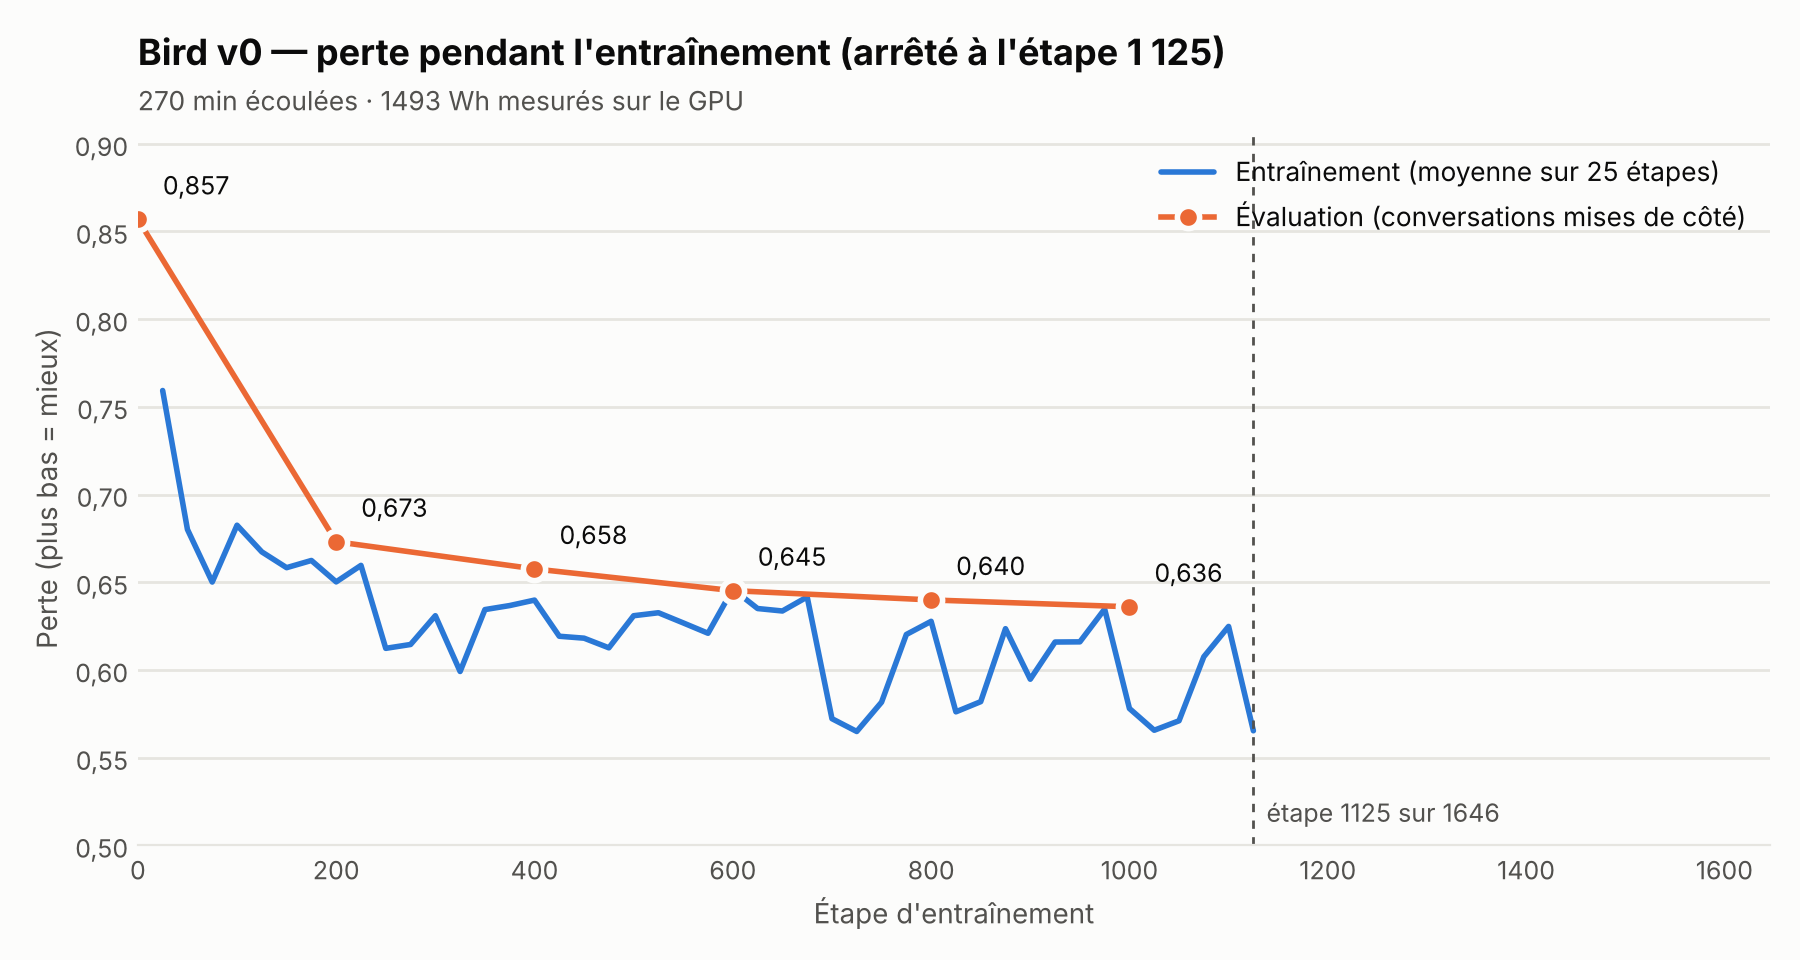 Bird v0 — perte pendant l'entraînement (arrêté à l'étape 1 125)
270 min écoulées · 1493 Wh mesurés sur le GPU
Entraînement (moyenne sur 25 étapes)
Évaluation (conversations mises de côté)
Perte (plus bas = mieux)
0,90
0,85
0,80
0,75
0,70
0,65
0,60
0,55
0,50
0,857
0,673
0,658
0,645
0,640
0,636
étape 1125 sur 1646
0 200 400 600 800 1000 1200 1400 1600
Étape d'entraînement